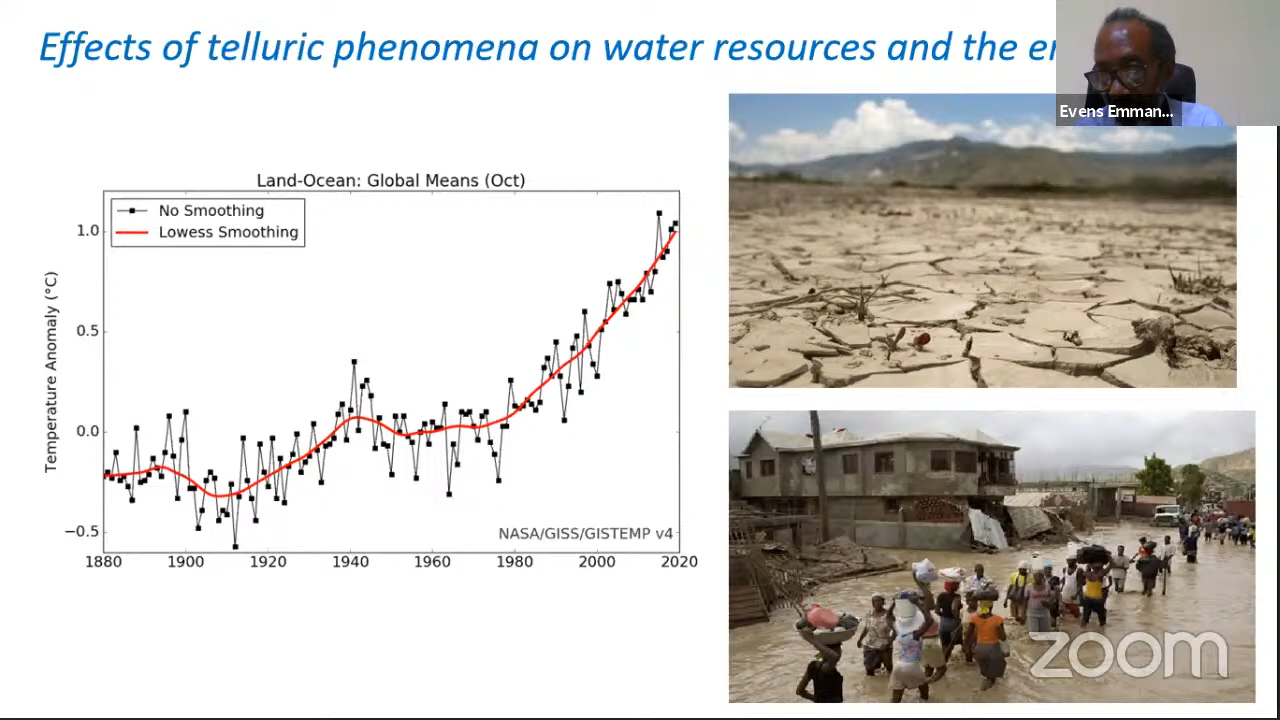 Effects of telluric phenomena on water resources and the
Evens Emman...
Land-Ocean: Global Means (Oct)
No Smoothing
Lowess Smoothing
Temperature Anomaly (°C)
1.0
0.5
0.0
−0.5
NASA/GISS/GISTEMP v4
1880 1900 1920 1940 1960 1980 2000 2020
zoom